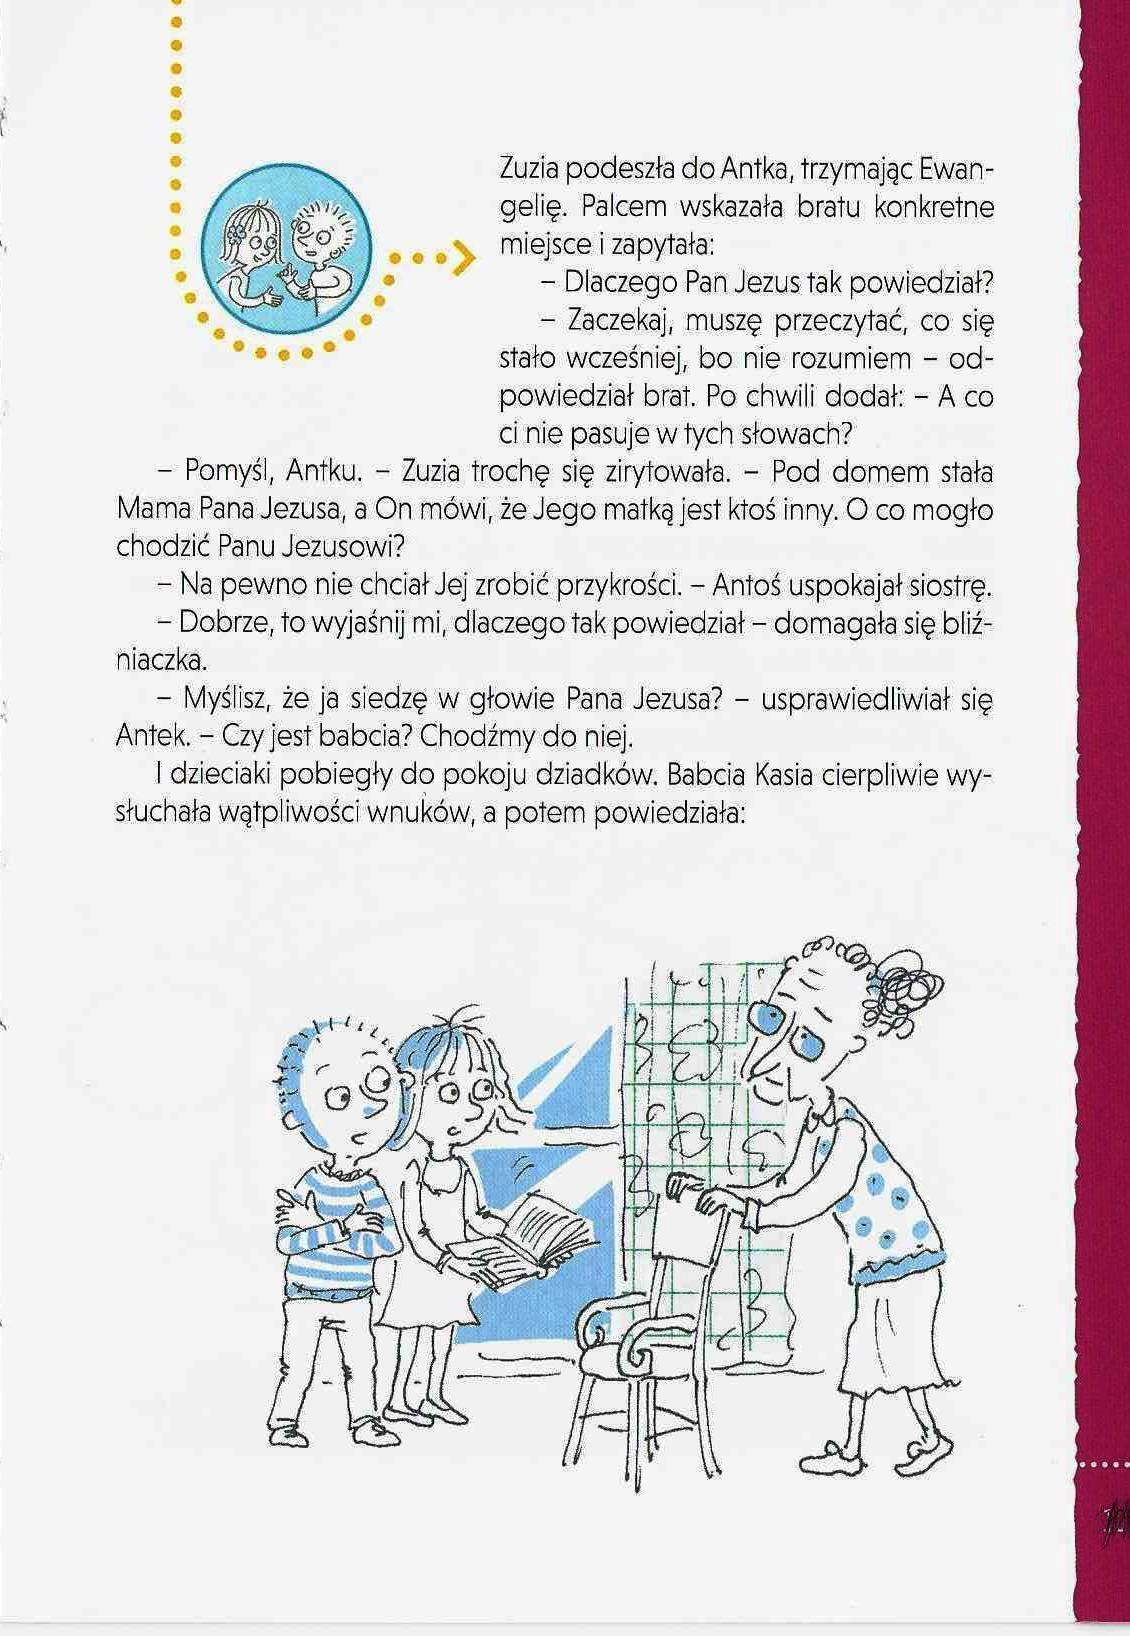 Zuzia podeszła do Antka, trzymając Ewan-
gelię. Palcem wskazała bratu konkretne
miejsce i zapytała:
– Dlaczego Pan Jezus tak powiedział?
– Zaczekaj, muszę przeczytać, co się
stało wcześniej, bo nie rozumiem – od-
powiedział brat. Po chwili dodał: – A co
ci nie pasuje w tych słowach?
– Pomyśl, Antku. – Zuzia trochę się zirytowała. – Pod domem stała
Mama Pana Jezusa, a On mówi, że Jego matką jest ktoś inny. O co mogło
chodzić Panu Jezusowi?
– Na pewno nie chciał Jej zrobić przykrości. – Antoś uspokajał siostrę.
– Dobrze, to wyjaśnij mi, dlaczego tak powiedział – domagała się bliź-
niaczka.
– Myślisz, że ja siedzę w głowie Pana Jezusa? – usprawiedliwiał się
Antek. – Czy jest babcia? Chodźmy do niej.
I dzieciaki pobiegły do pokoju dziadków. Babcia Kasia cierpliwie wy-
słuchała wątpliwości wnuków, a potem powiedziała: